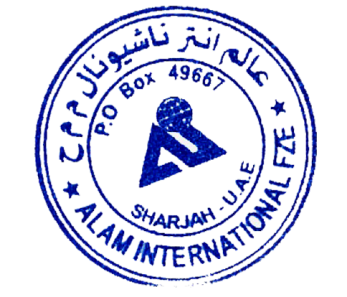 عالم انترناشيونال م م ح
P.O Box 49667
SHARJAH - U.A.E
ALAM INTERNATIONAL FZE